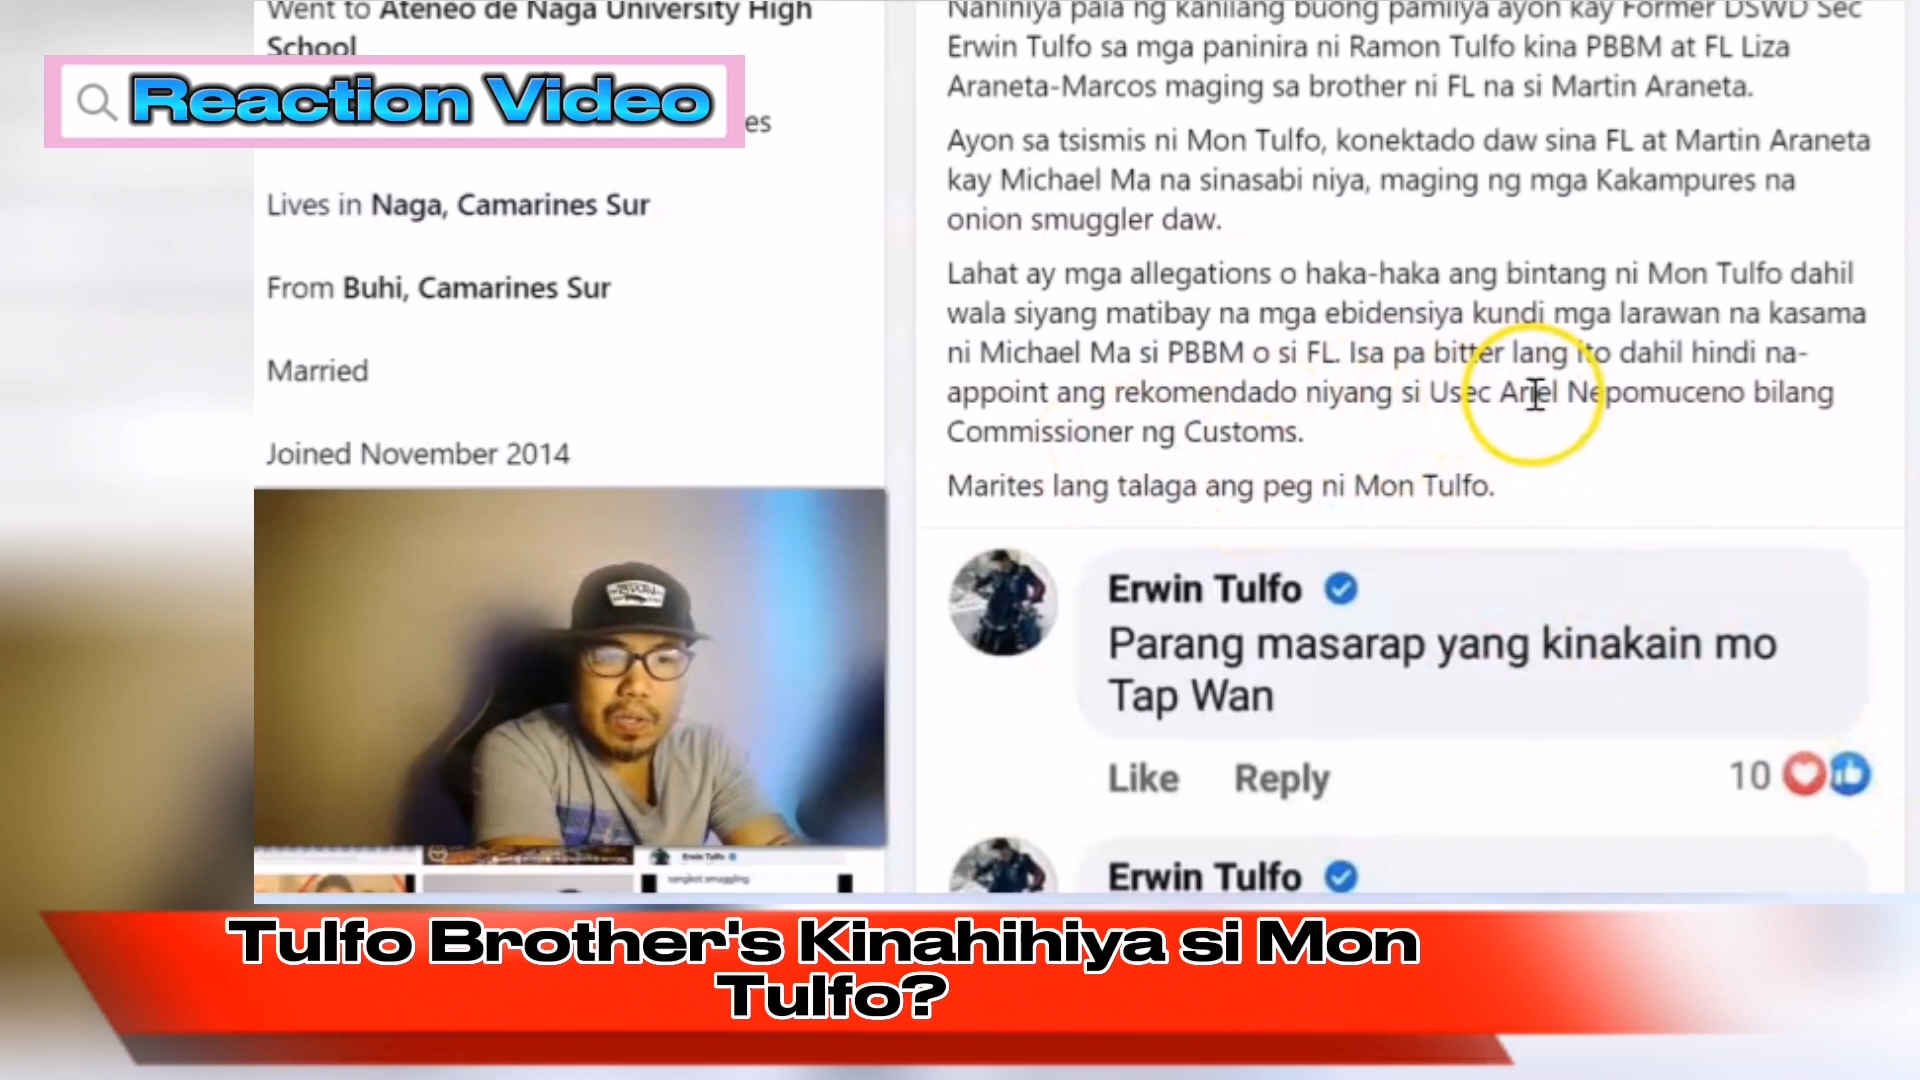 Went to Ateneo de Naga University High
School
Reaction Video
es
Lives in Naga, Camarines Sur
From Buhi, Camarines Sur
Married
Joined November 2014
Nahihiya pala ng kanilang buong pamilya ayon kay Former DSWD Sec
Erwin Tulfo sa mga paninira ni Ramon Tulfo kina PBBM at FL Liza
Araneta-Marcos maging sa brother ni FL na si Martin Araneta.
Ayon sa tsismis ni Mon Tulfo, konektado daw sina FL at Martin Araneta
kay Michael Ma na sinasabi niya, maging ng mga Kakampures na
onion smuggler daw.
Lahat ay mga allegations o haka-haka ang bintang ni Mon Tulfo dahil
wala siyang matibay na mga ebidensiya kundi mga larawan na kasama
ni Michael Ma si PBBM o si FL. Isa pa bitter lang ito dahil hindi na-
appoint ang rekomendado niyang si Usec Ariel Nepomuceno bilang
Commissioner ng Customs.
Marites lang talaga ang peg ni Mon Tulfo.
Erwin Tulfo
Parang masarap yang kinakain mo
Tap Wan
Like Reply 10
Erwin Tulfo
Erwin Tulfo
sangkot smuggling
Tulfo Brother's Kinahihiya si Mon
Tulfo?